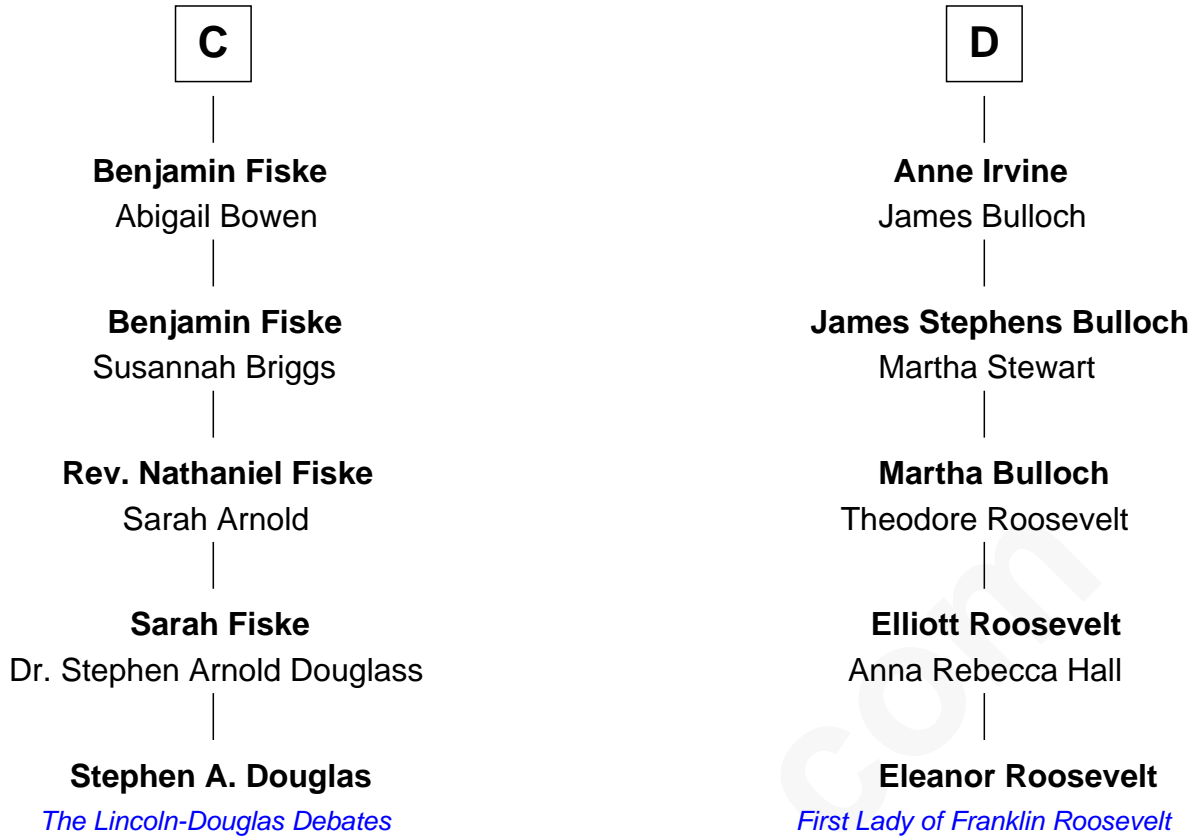 C
Benjamin Fiske
Abigail Bowen
Benjamin Fiske
Susannah Briggs
Rev. Nathaniel Fiske
Sarah Arnold
Sarah Fiske
Dr. Stephen Arnold Douglass
Stephen A. Douglas
The Lincoln-Douglas Debates
D
Anne Irvine
James Bulloch
James Stephens Bulloch
Martha Stewart
Martha Bulloch
Theodore Roosevelt
Elliott Roosevelt
Anna Rebecca Hall
Eleanor Roosevelt
First Lady of Franklin Roosevelt
com